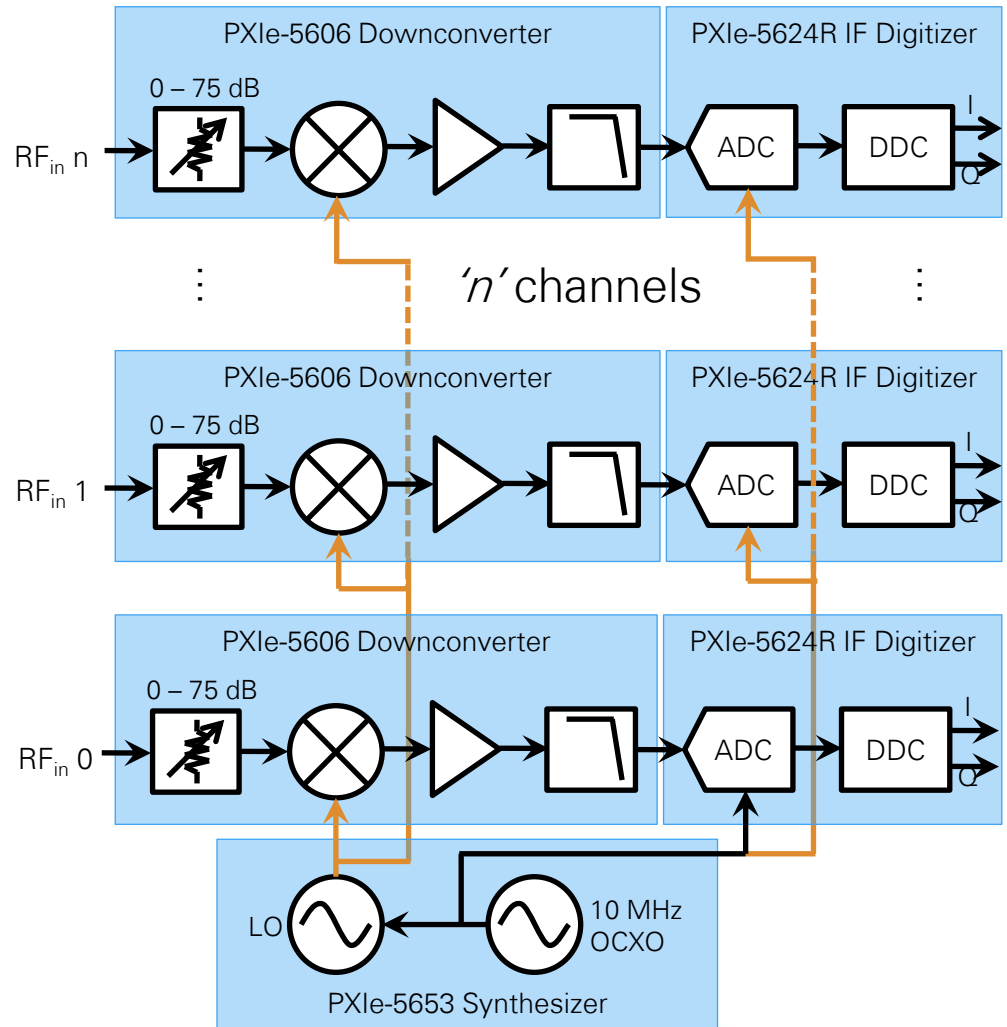 PXIe-5606 Downconverter
PXIe-5624R IF Digitizer
0 – 75 dB
RFin n
ADC
DDC
I
Q
⋮
'n' channels
⋮
PXIe-5606 Downconverter
PXIe-5624R IF Digitizer
0 – 75 dB
RFin 1
ADC
DDC
I
Q
PXIe-5606 Downconverter
PXIe-5624R IF Digitizer
0 – 75 dB
RFin 0
ADC
DDC
I
Q
LO
10 MHz
OCXO
PXIe-5653 Synthesizer